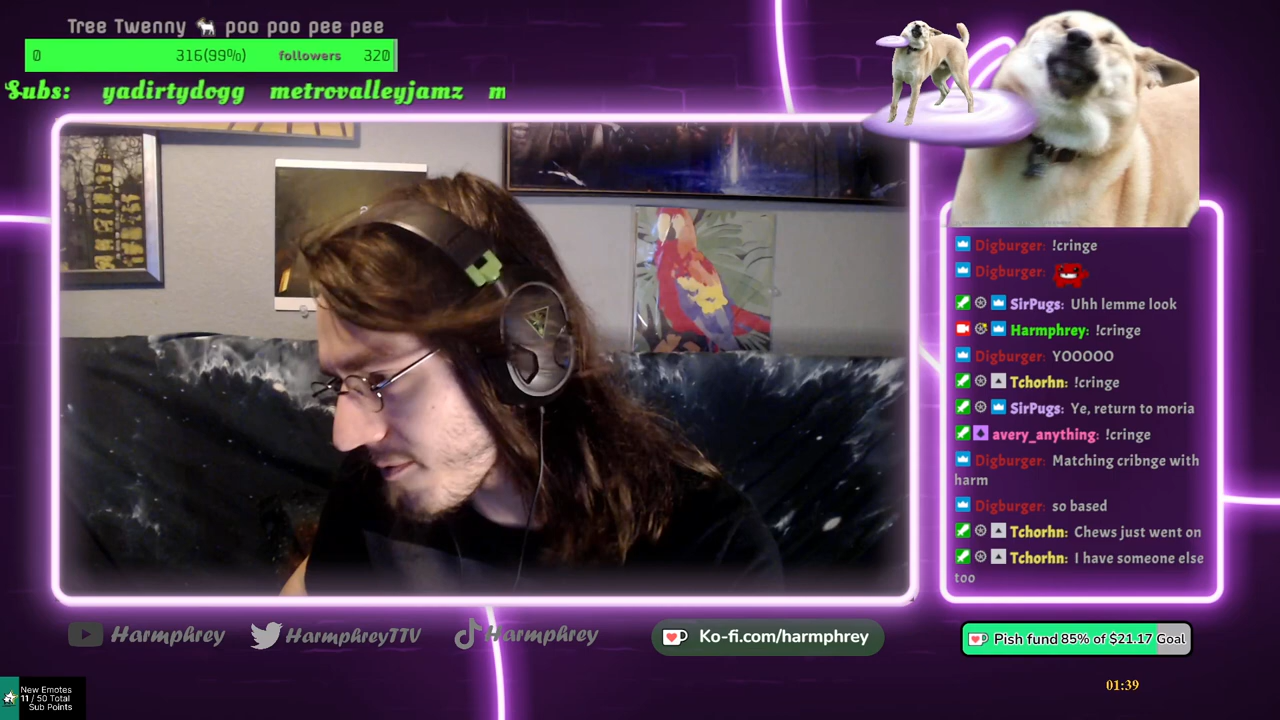 Tree Twenny poo poo pee pee
0 316(99%) followers 320
Subs: yadirtydogg metrovalleyjamz m
Digburger: !cringe
Digburger:
SirPugs: Uhh lemme look
Harmphrey: !cringe
Digburger: YOOOOO
Tchorhn: !cringe
SirPugs: Ye, return to moria
avery_anything: !cringe
Digburger: Matching cribnge with
harm
Digburger: so based
Tchorhn: Chews just went on
Tchorhn: I have someone else
too
Harmphrey
HarmphreyTTV
Harmphrey
Ko-fi.com/harmphrey
Pish fund 85% of $21.17 Goal
01:39
New Emotes
11 / 50 Total
Sub Points